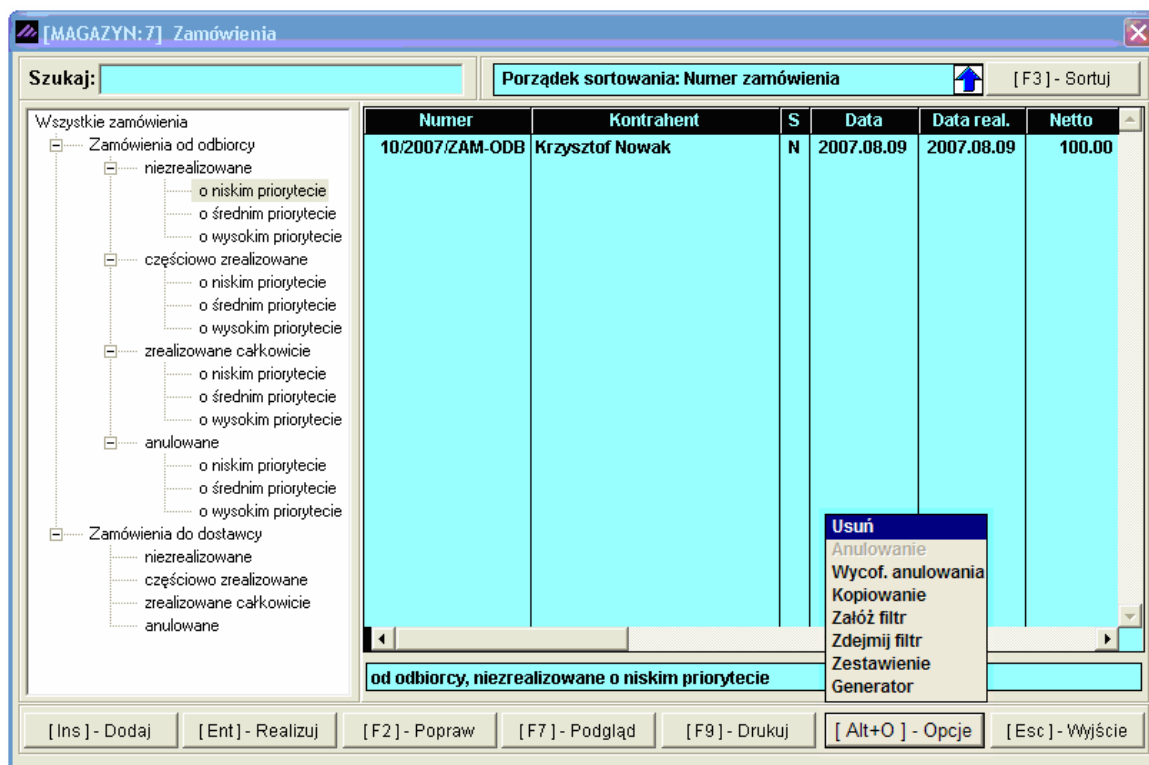 [MAGAZYN: 7] Zamówienia
Szukaj:
Porządek sortowania: Numer zamówienia
[ F3 ] - Sortuj
Wszystkie zamówienia
Zamówienia od odbiorcy
niezrealizowane
o niskim priorytecie
o średnim priorytecie
o wysokim priorytecie
częściowo zrealizowane
o niskim priorytecie
o średnim priorytecie
o wysokim priorytecie
zrealizowane całkowicie
o niskim priorytecie
o średnim priorytecie
o wysokim priorytecie
anulowane
o niskim priorytecie
o średnim priorytecie
o wysokim priorytecie
Zamówienia do dostawcy
niezrealizowane
częściowo zrealizowane
zrealizowane całkowicie
anulowane
Numer Kontrahent S Data Data real. Netto
10/2007/ZAM-ODB Krzysztof Nowak N 2007.08.09 2007.08.09 100.00
Usuń
Anulowanie
Wycof. anulowania
Kopiowanie
Załóż filtr
Zdejmij filtr
Zestawienie
Generator
od odbiorcy, niezrealizowane o niskim priorytecie
[ Ins ] - Dodaj [ Ent ] - Realizuj [ F2 ] - Popraw [ F7 ] - Podgląd [ F9 ] - Drukuj [ Alt+O ] - Opcje [ Esc ] - Wyjście